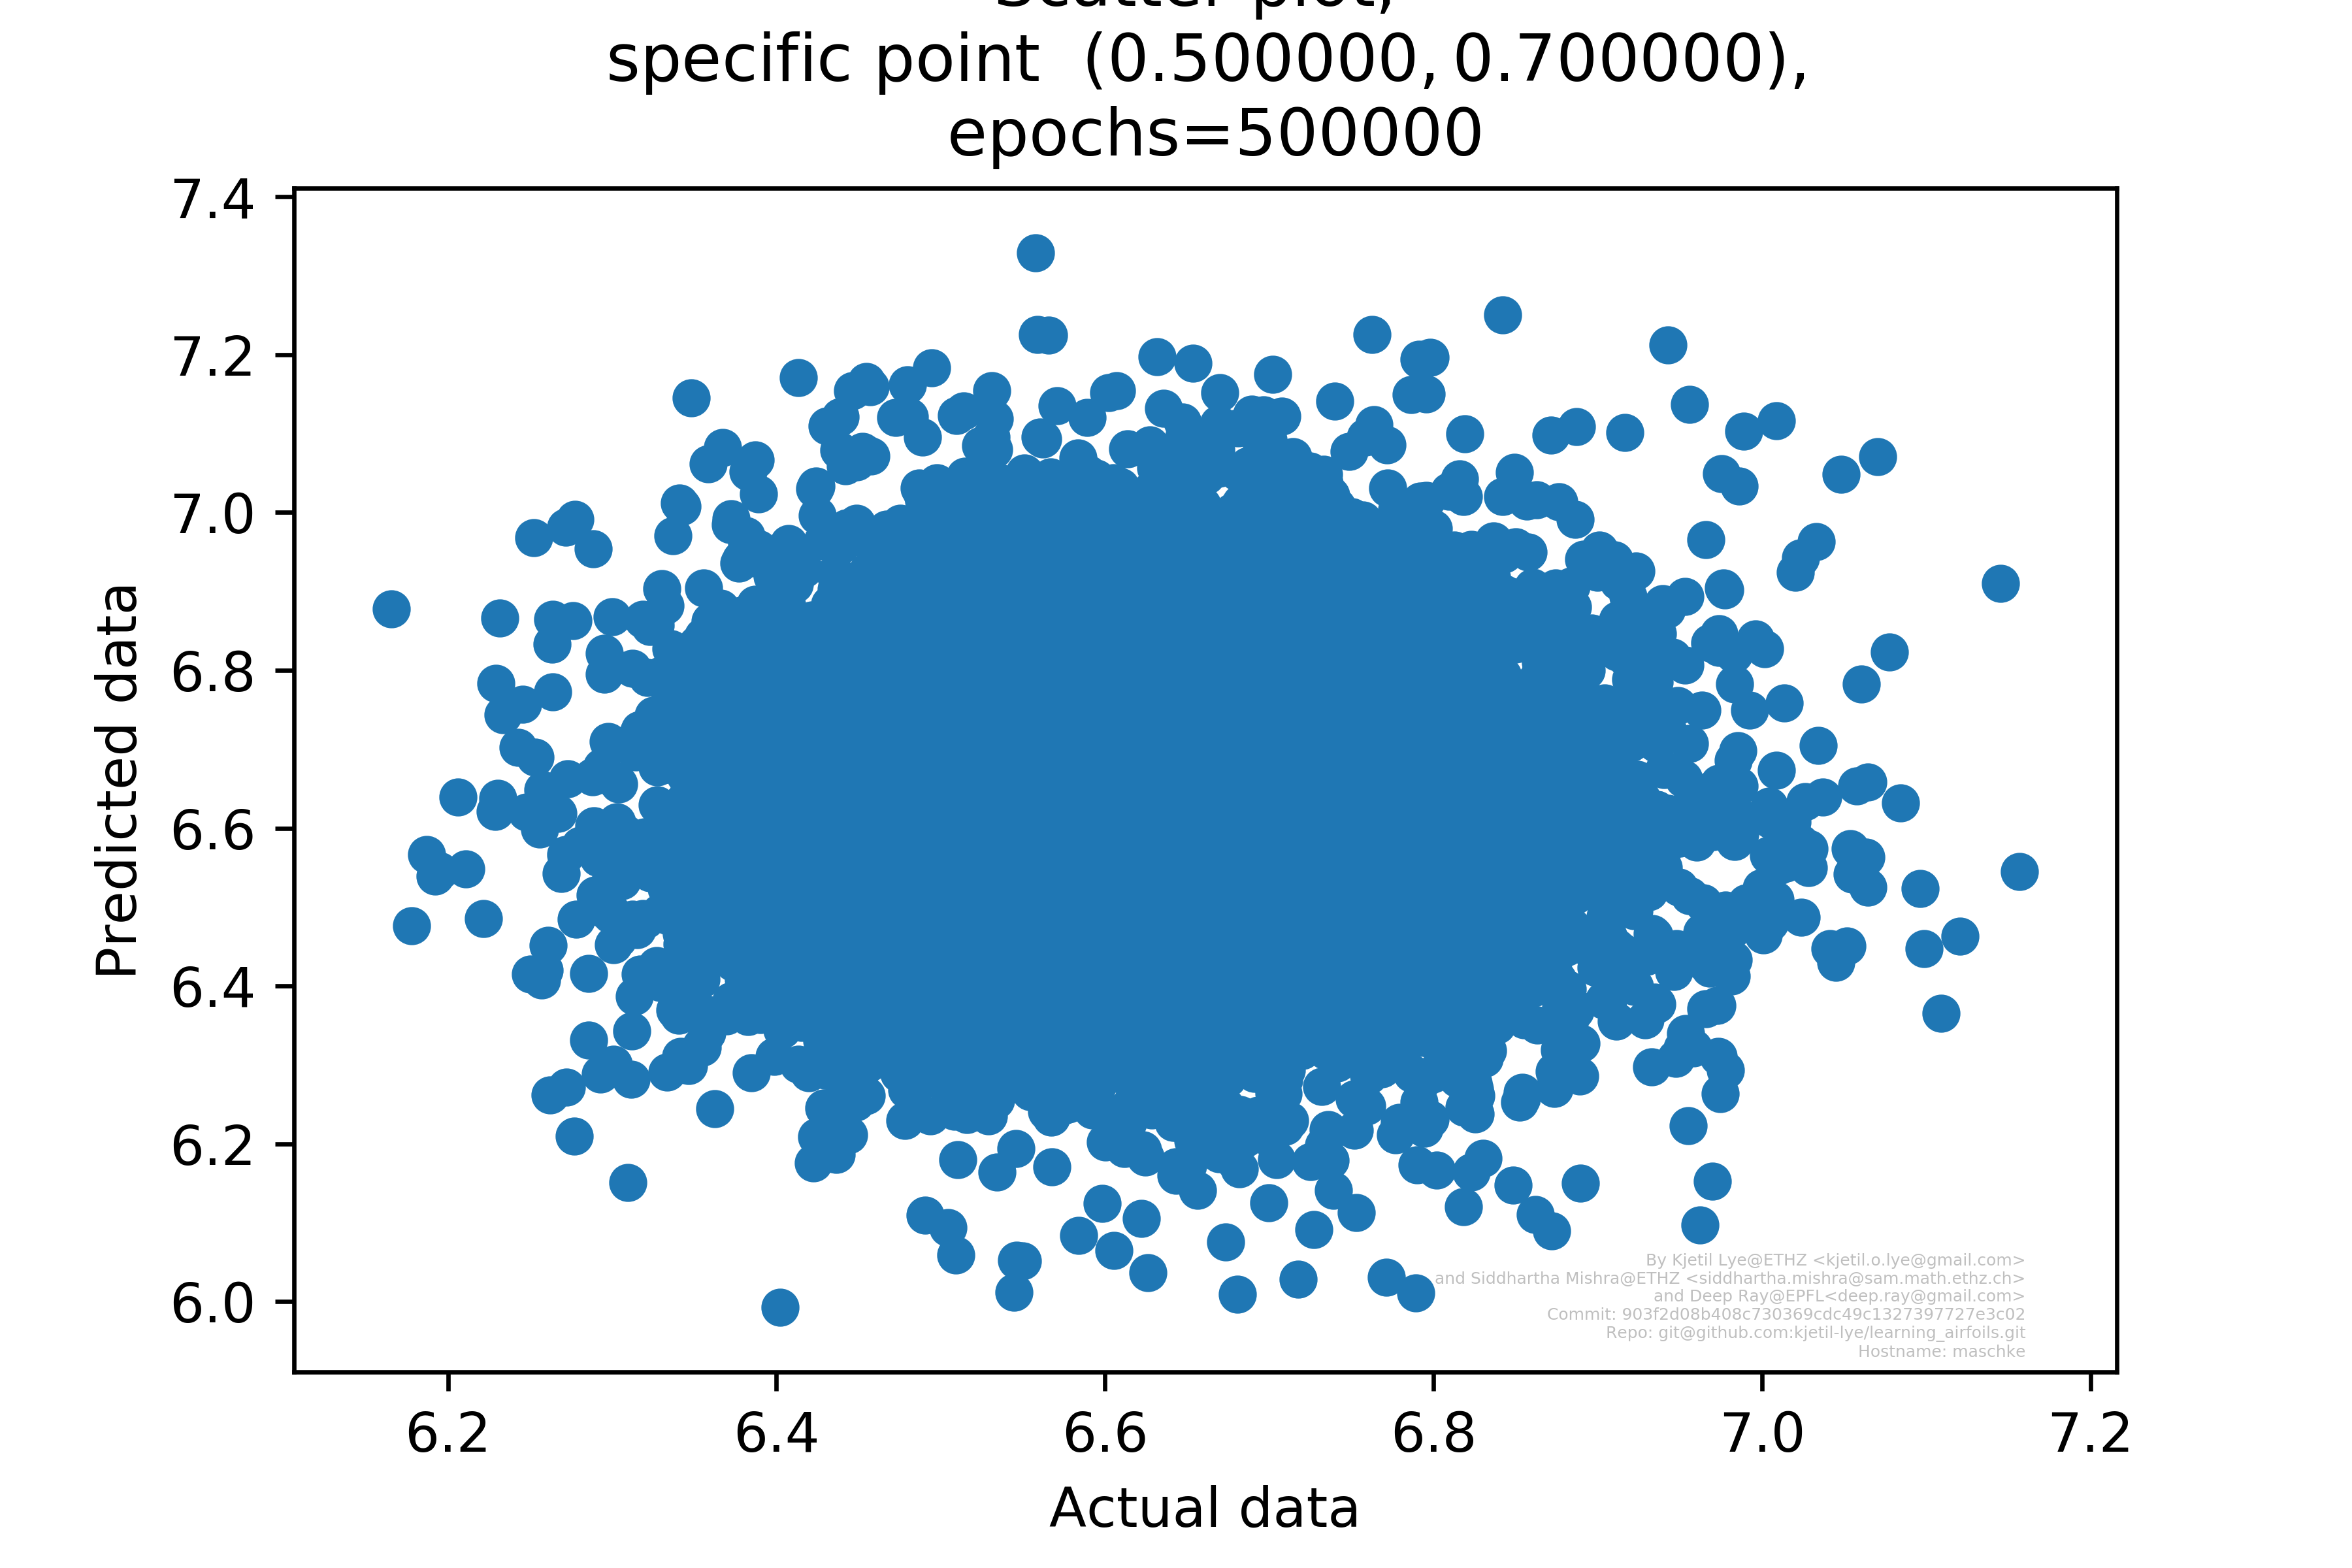 Scatter plot,
specific point (0.500000, 0.700000),
epochs=500000
7.4
7.2
7.0
6.8
6.6
6.4
6.2
6.0
Predicted data
By Kjetil Lye@ETHZ <kjetil.o.lye@gmail.com>
and Siddhartha Mishra@ETHZ <siddhartha.mishra@sam.math.ethz.ch>
and Deep Ray@EPFL<deep.ray@gmail.com>
Commit: 903f2d08b408c730369cdc49c1327397727e3c02
Repo: git@github.com:kjetil-lye/learning_airfoils.git
Hostname: maschke
6.2 6.4 6.6 6.8 7.0 7.2
Actual data